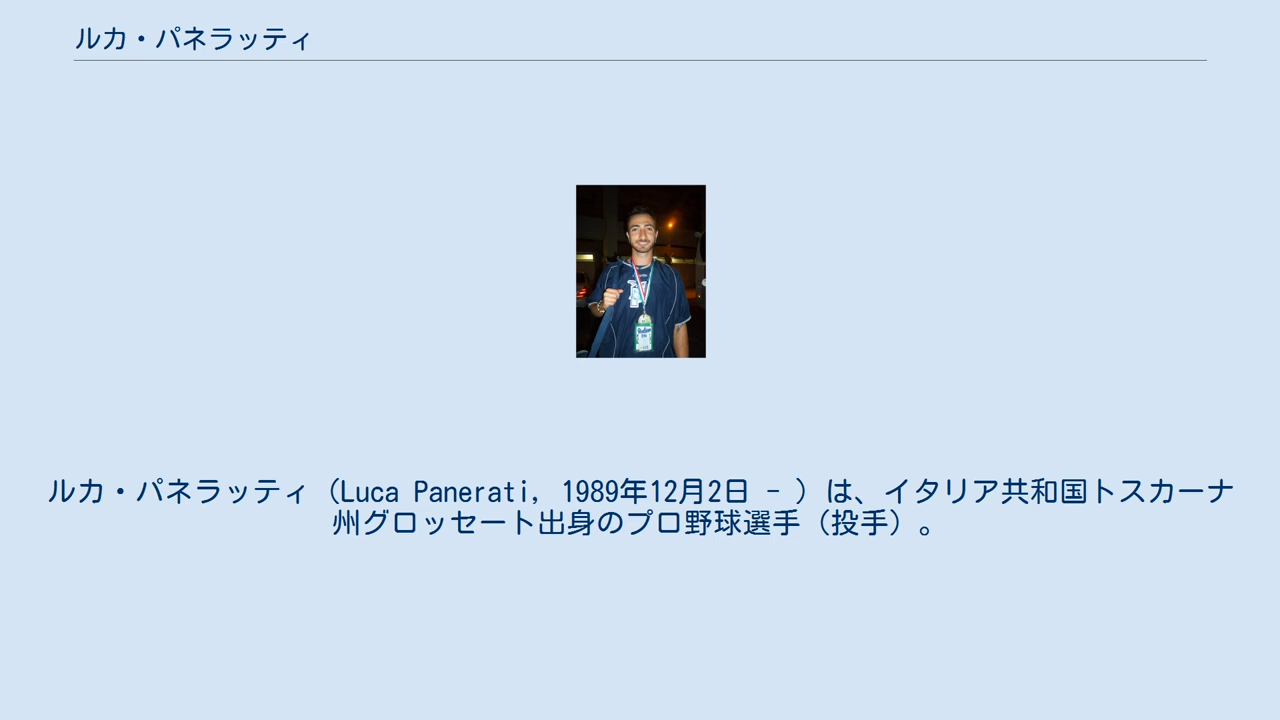 ルカ・パネラッティ
ルカ・パネラッティ（Luca Panerati, 1989年12月2日 - ）は、イタリア共和国トスカーナ
州グロッセート出身のプロ野球選手（投手）。